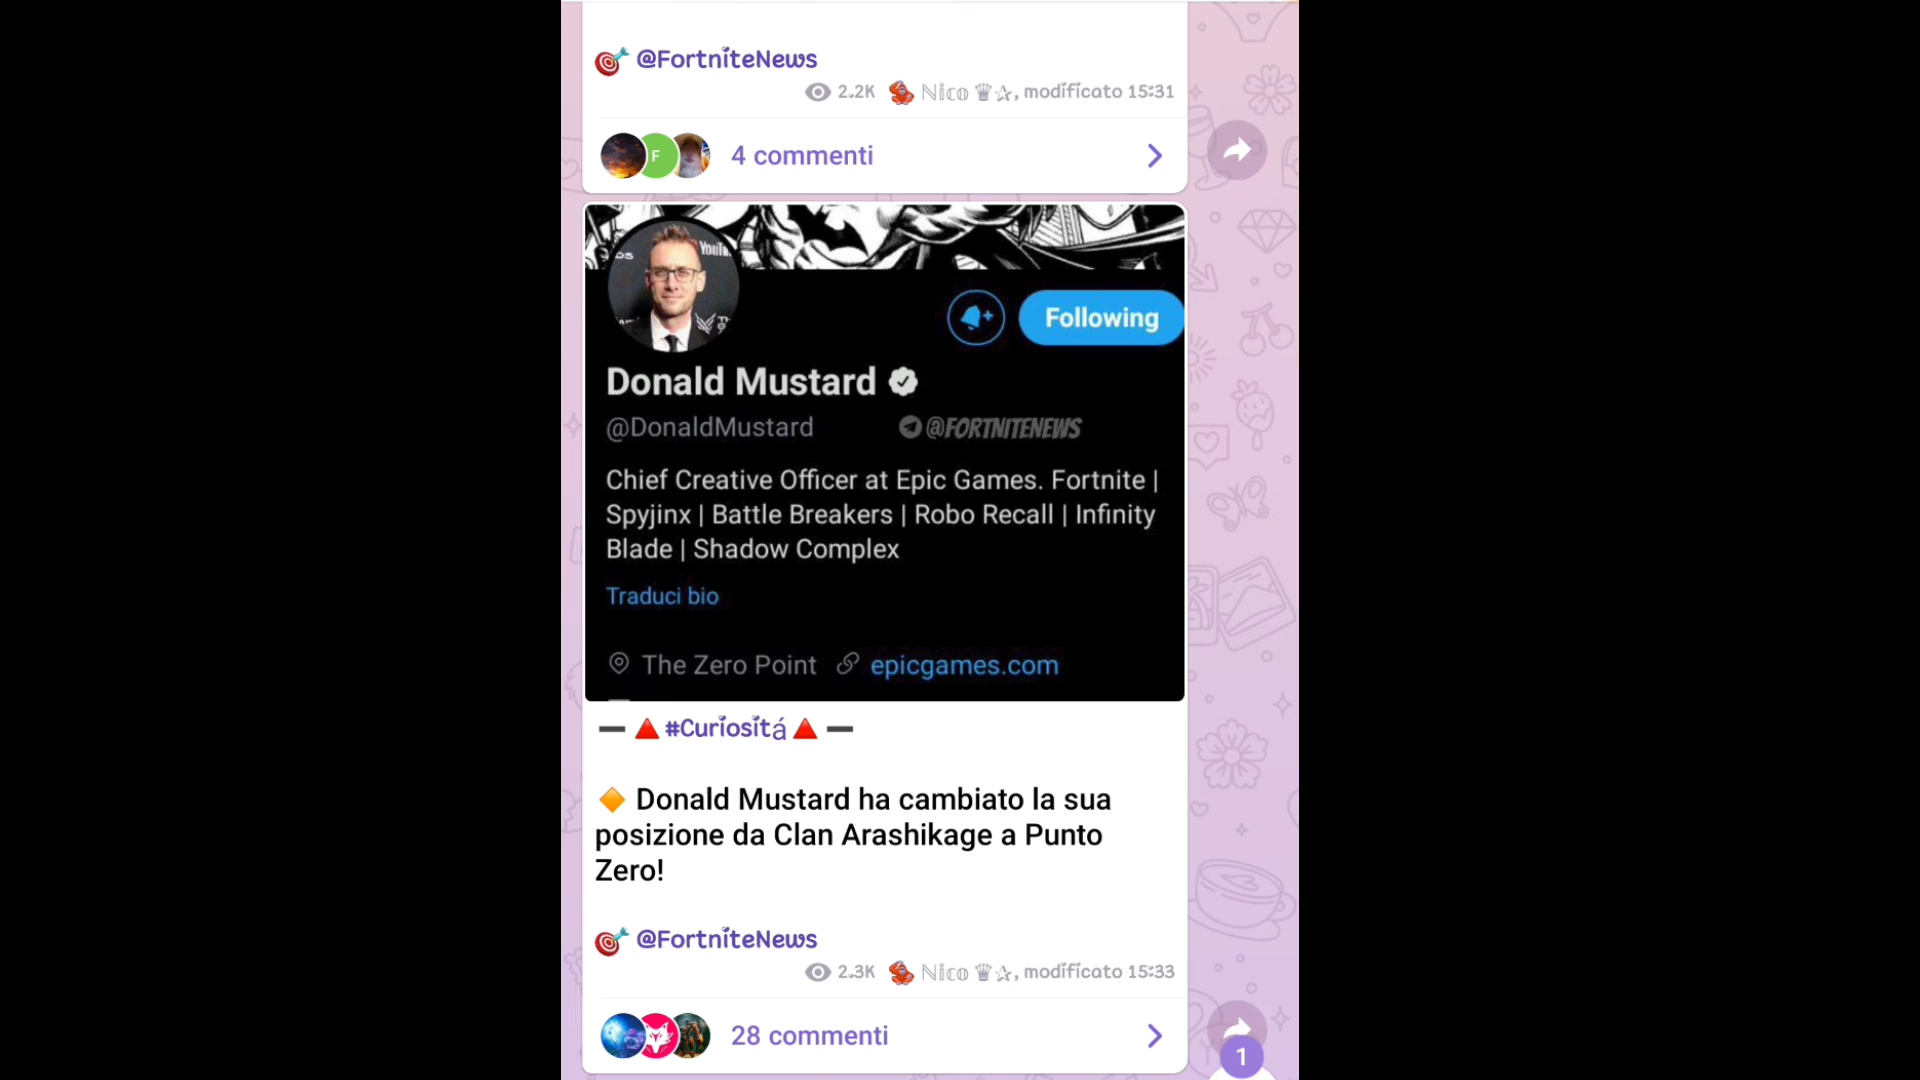 @FortniteNews
2.2K Nico ♛☆, modificato 15:31
F
4 commenti
YouTu
Following
Donald Mustard
@DonaldMustard
@FORTNITENEWS
Chief Creative Officer at Epic Games. Fortnite |
Spyjinx | Battle Breakers | Robo Recall | Infinity
Blade | Shadow Complex
Traduci bio
The Zero Point epicgames.com
— 🔺 #Curiositá 🔺 —
🔶 Donald Mustard ha cambiato la sua
posizione da Clan Arashikage a Punto
Zero!
@FortniteNews
2.3K Nico ♛☆, modificato 15:33
28 commenti
1